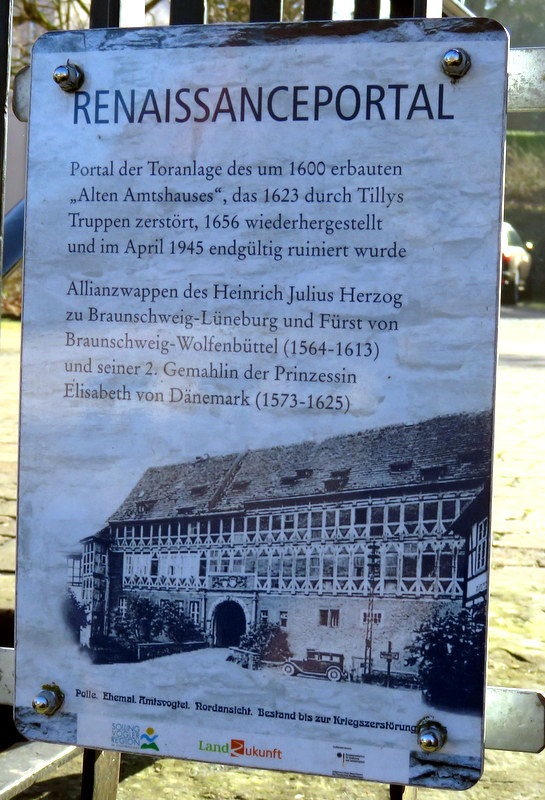 RENAISSANCEPORTAL
Portal der Toranlage des um 1600 erbauten
„Alten Amtshauses“, das 1623 durch Tillys
Truppen zerstört, 1656 wiederhergestellt
und im April 1945 endgültig ruiniert wurde
Allianzwappen des Heinrich Julius Herzog
zu Braunschweig-Lüneburg und Fürst von
Braunschweig-Wolfenbüttel (1564-1613)
und seiner 2. Gemahlin der Prinzessin
Elisabeth von Dänemark (1573-1625)
Polle. Ehemal. Amtsvogtei. Nordansicht. Bestand bis zur Kriegszerstörung
SOLLING
VOGLER
REGION
LandZukunft